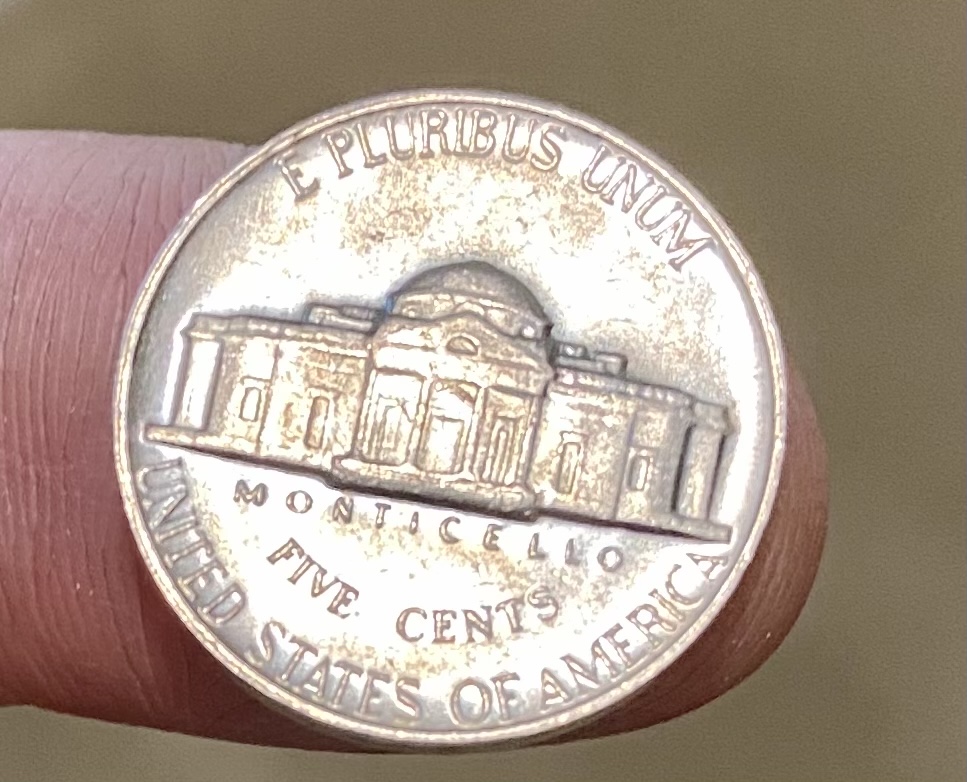 E PLURIBUS UNUM
MONTICELLO
FIVE CENTS
UNITED STATES OF AMERICA